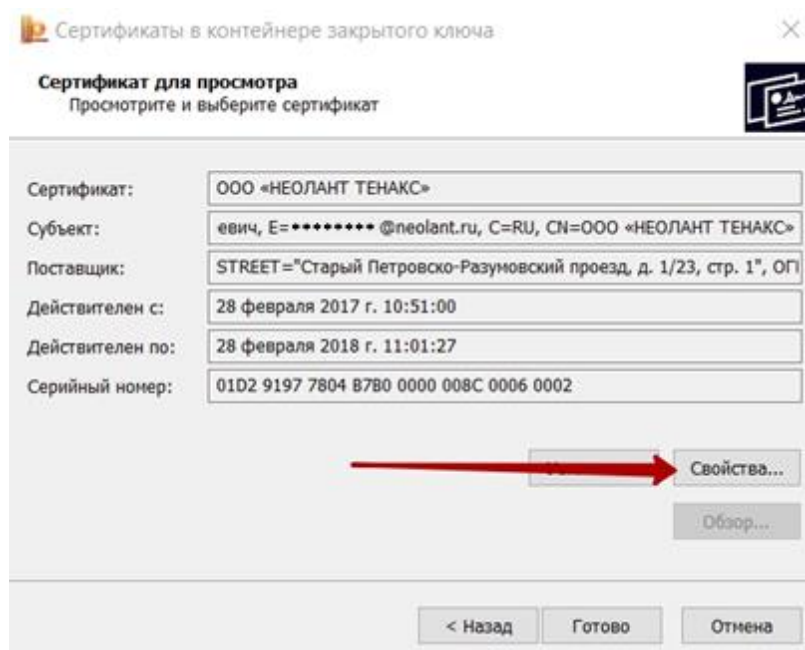 Сертификаты в контейнере закрытого ключа
Сертификат для просмотра
Просмотрите и выберите сертификат
Сертификат: ООО «НЕОЛАНТ ТЕНАКС»
Субъект: евич, E=******** @neolant.ru, C=RU, CN=ООО «НЕОЛАНТ ТЕНАКС»
Поставщик: STREET="Старый Петровско-Разумовский проезд, д. 1/23, стр. 1", ОГІ
Действителен с: 28 февраля 2017 г. 10:51:00
Действителен по: 28 февраля 2018 г. 11:01:27
Серийный номер: 01D2 9197 7804 B7B0 0000 008C 0006 0002
Свойства...
Обзор...
< Назад Готово Отмена